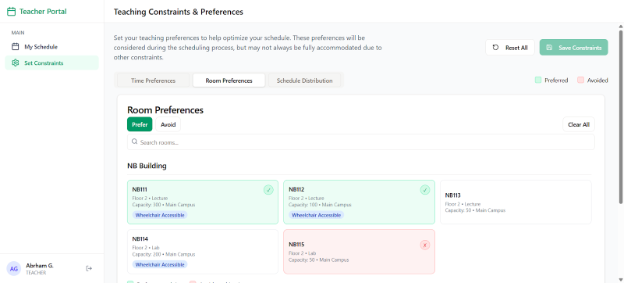 Teacher Portal
Teaching Constraints & Preferences
MAIN
My Schedule
Set Constraints
Set your teaching preferences to help optimize your schedule. These preferences will be
considered during the scheduling process, but may not always be fully accommodated due to
other constraints.
Reset All
Save Constraints
Time Preferences
Room Preferences
Schedule Distribution
Preferred
Avoided
Room Preferences
Prefer
Avoid
Clear All
Search rooms...
NB Building
NB111
Floor 2 • Lecture
Capacity: 100 • Main Campus
Wheelchair Accessible
NB112
Floor 2 • Lecture
Capacity: 100 • Main Campus
Wheelchair Accessible
NB113
Floor 2 • Lecture
Capacity: 50 • Main Campus
NB114
Floor 2 • Lab
Capacity: 200 • Main Campus
Wheelchair Accessible
NB115
Floor 2 • Lab
Capacity: 50 • Main Campus
AG
Abrham G.
TEACHER